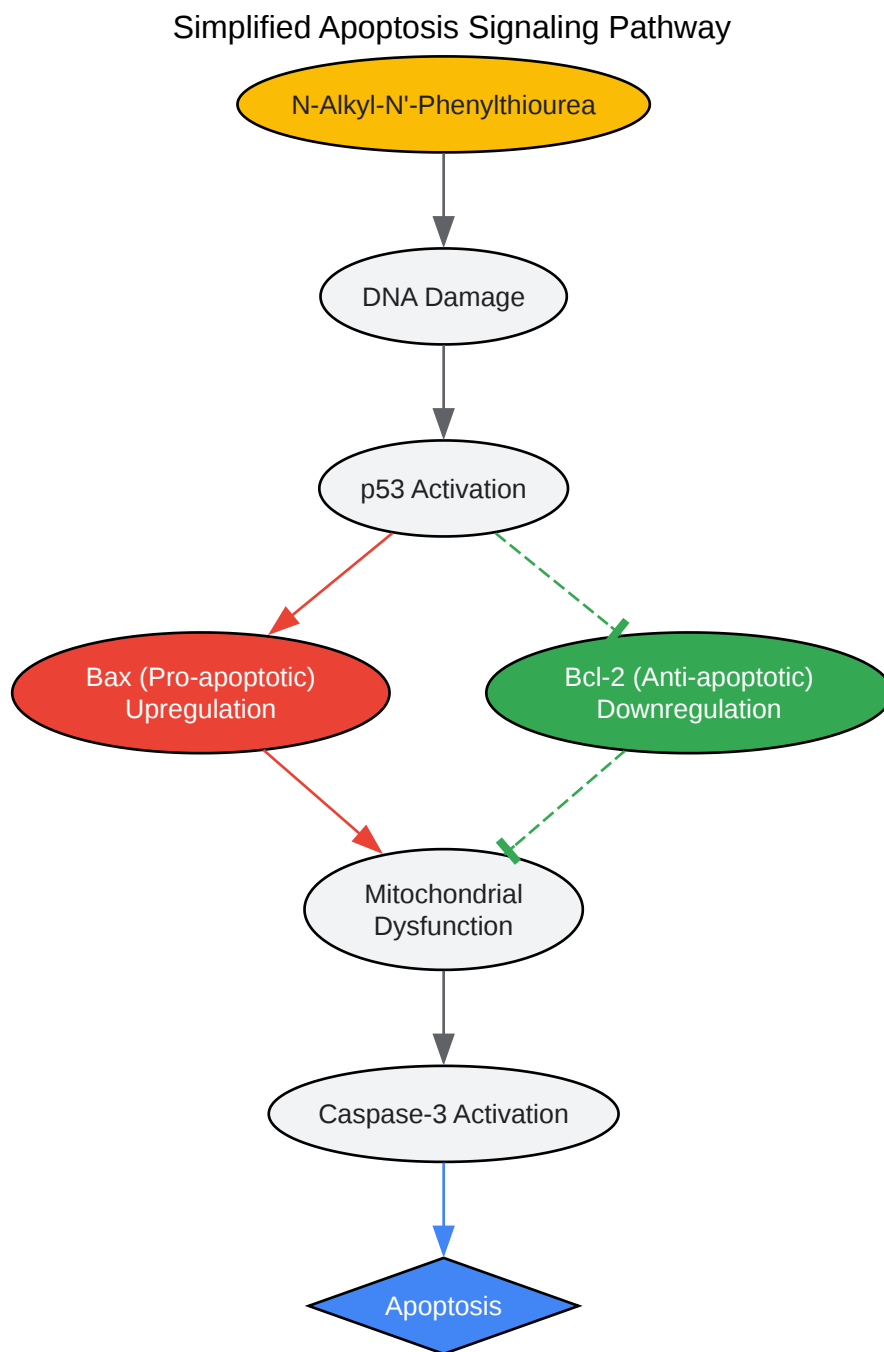 Simplified Apoptosis Signaling Pathway
N-Alkyl-N'-Phenylthiourea
DNA Damage
p53 Activation
Bax (Pro-apoptotic)
Upregulation
Bcl-2 (Anti-apoptotic)
Downregulation
Mitochondrial
Dysfunction
Caspase-3 Activation
Apoptosis